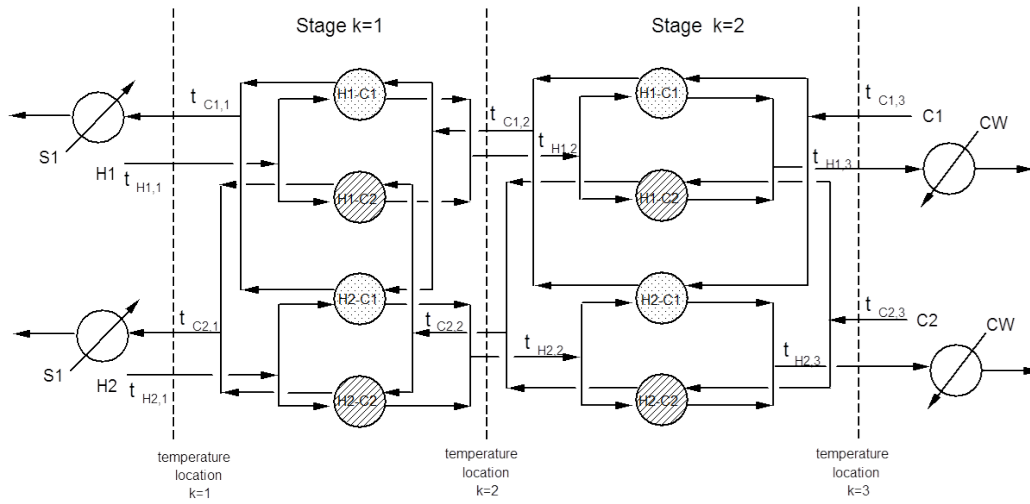 Stage k=1
Stage k=2
H1-C1
H1-C1
t C1,1
t C1,2
t C1,3
C1
CW
S1
H1
t H1,1
t H1,2
t H1,3
H1-C2
H1-C2
H2-C1
H2-C1
t C2,1
t C2,2
t C2,3
C2
CW
S1
H2
t H2,1
t H2,2
t H2,3
H2-C2
H2-C2
temperature
location
k=1
temperature
location
k=2
temperature
location
k=3